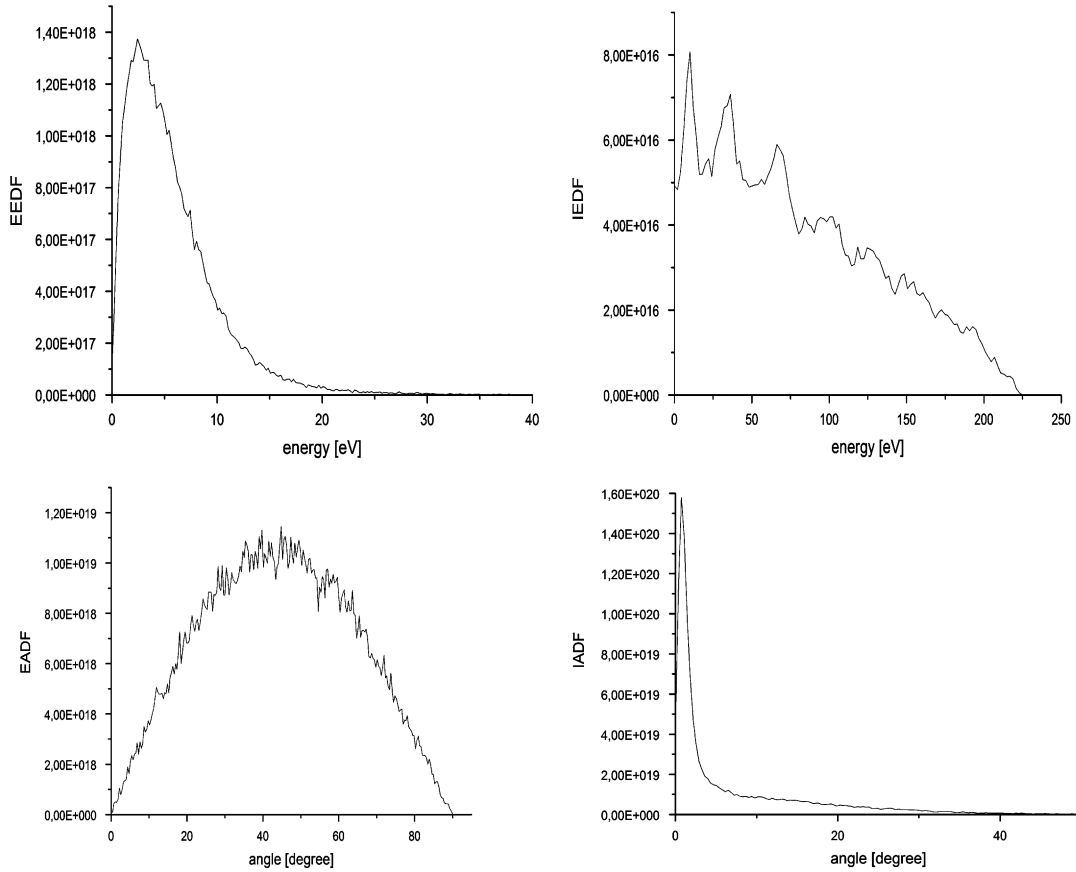 1,40E+018
1,20E+018
1,00E+018
8,00E+017
6,00E+017
4,00E+017
2,00E+017
0,00E+000
EEDF
0 10 20 30 40
energy [eV]
8,00E+016
6,00E+016
4,00E+016
2,00E+016
0,00E+000
IEDF
0 50 100 150 200 250
energy [eV]
1,20E+019
1,00E+019
8,00E+018
6,00E+018
4,00E+018
2,00E+018
0,00E+000
EADF
0 20 40 60 80
angle [degree]
1,60E+020
1,40E+020
1,20E+020
1,00E+020
8,00E+019
6,00E+019
4,00E+019
2,00E+019
0,00E+000
IADF
0 20 40
angle [degree]